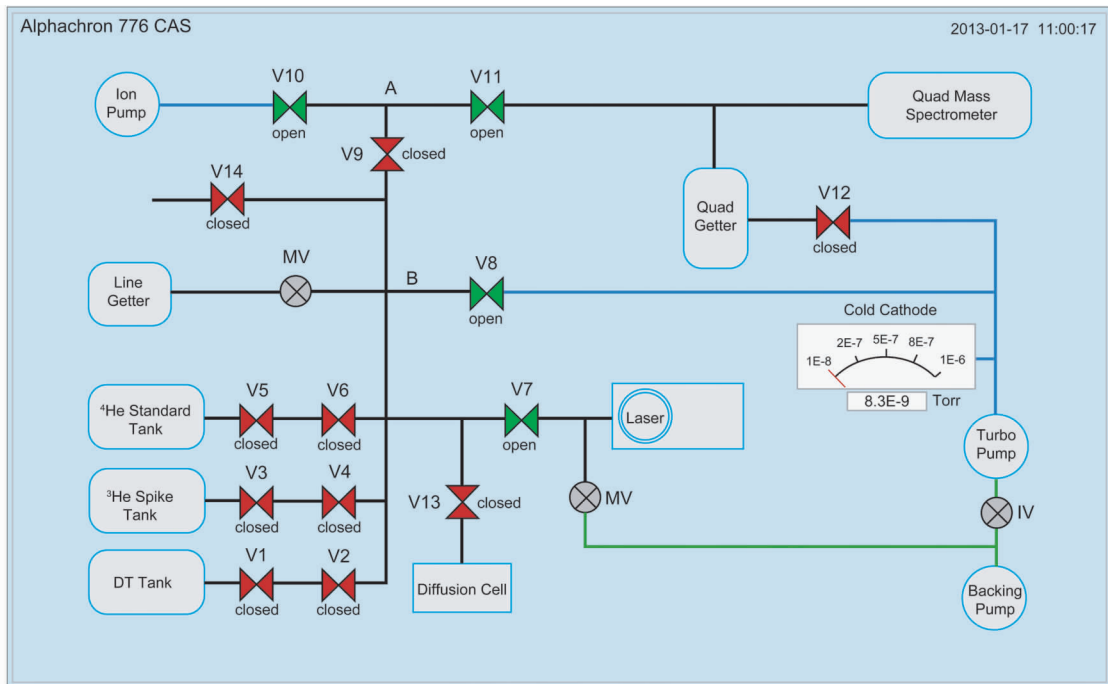 Alphachron 776 CAS
2013-01-17 11:00:17
Ion
Pump
V10
open
A
V11
open
Quad Mass
Spectrometer
V9
closed
V14
closed
Quad
Getter
V12
closed
Line
Getter
MV
B
V8
open
Cold Cathode
1E-8
2E-7
5E-7
8E-7
1E-6
8.3E-9
Torr
⁴He Standard
Tank
V5
closed
V6
closed
V7
open
Laser
Turbo
Pump
³He Spike
Tank
V3
closed
V4
closed
V13
closed
MV
IV
DT Tank
V1
closed
V2
closed
Diffusion Cell
Backing
Pump